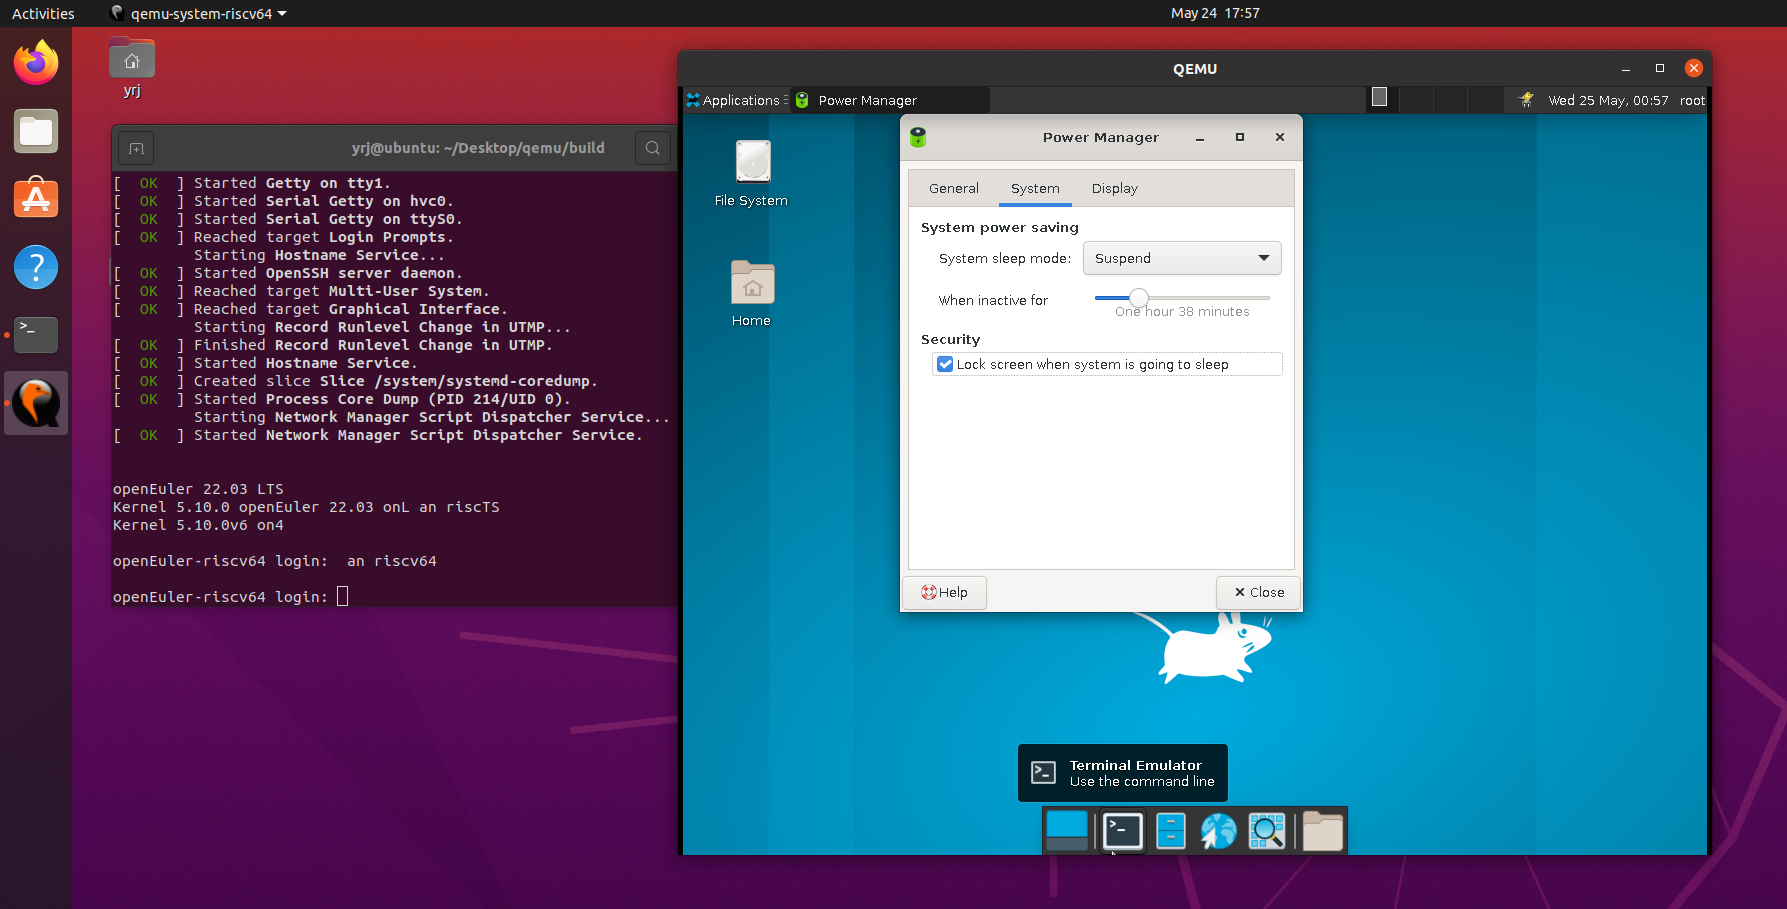 Activities
qemu-system-riscv64
May 24 17:57
yrj
yrj@ubuntu: ~/Desktop/qemu/build
[  OK  ] Started Getty on tty1.
[  OK  ] Started Serial Getty on hvc0.
[  OK  ] Started Serial Getty on ttyS0.
[  OK  ] Reached target Login Prompts.
Starting Hostname Service...
[  OK  ] Started OpenSSH server daemon.
[  OK  ] Reached target Multi-User System.
[  OK  ] Reached target Graphical Interface.
Starting Record Runlevel Change in UTMP...
[  OK  ] Finished Record Runlevel Change in UTMP.
[  OK  ] Started Hostname Service.
[  OK  ] Created slice Slice /system/systemd-coredump.
[  OK  ] Started Process Core Dump (PID 214/UID 0).
Starting Network Manager Script Dispatcher Service...
[  OK  ] Started Network Manager Script Dispatcher Service.
openEuler 22.03 LTS
Kernel 5.10.0 openEuler 22.03 onL an riscTS
Kernel 5.10.0v6 on4
openEuler-riscv64 login:  an riscv64
openEuler-riscv64 login:
QEMU
Applications
Power Manager
Wed 25 May, 00:57
root
File System
Home
Power Manager
General
System
Display
System power saving
System sleep mode:
Suspend
When inactive for
One hour 38 minutes
Security
Lock screen when system is going to sleep
Help
Close
Terminal Emulator
Use the command line